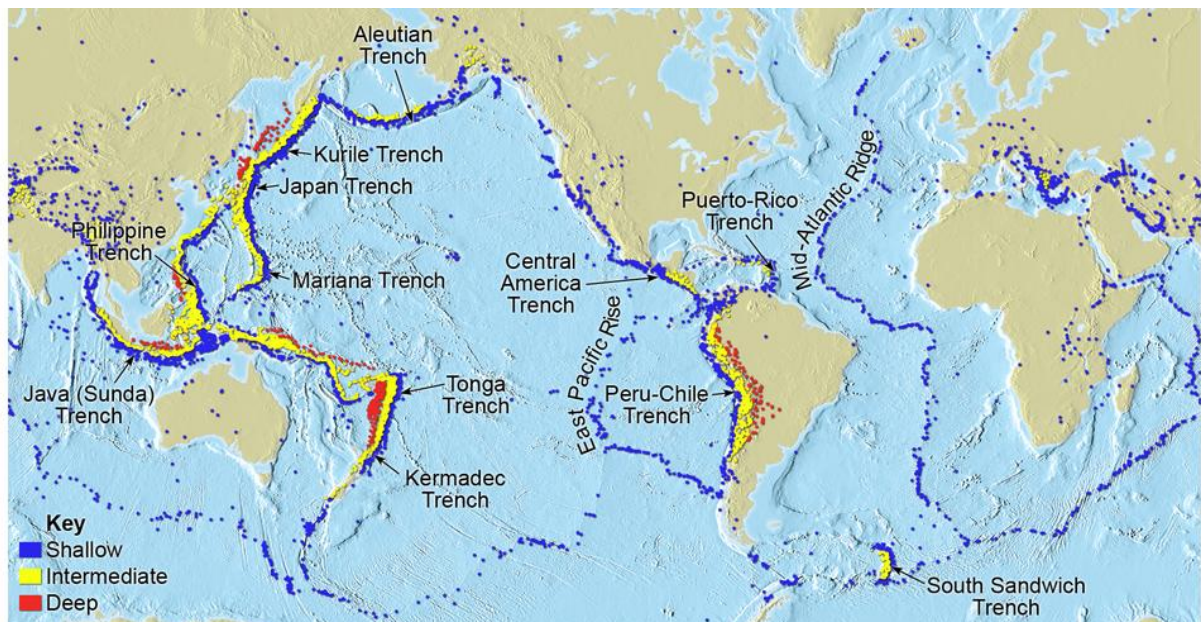 Aleutian
Trench
Kurile Trench
Japan Trench
Philippine
Trench
Mariana Trench
Java (Sunda)
Trench
Tonga
Trench
Kermadec
Trench
East Pacific Rise
Central
America
Trench
Puerto-Rico
Trench
Mid-Atlantic Ridge
Peru-Chile
Trench
South Sandwich
Trench
Key
Shallow
Intermediate
Deep